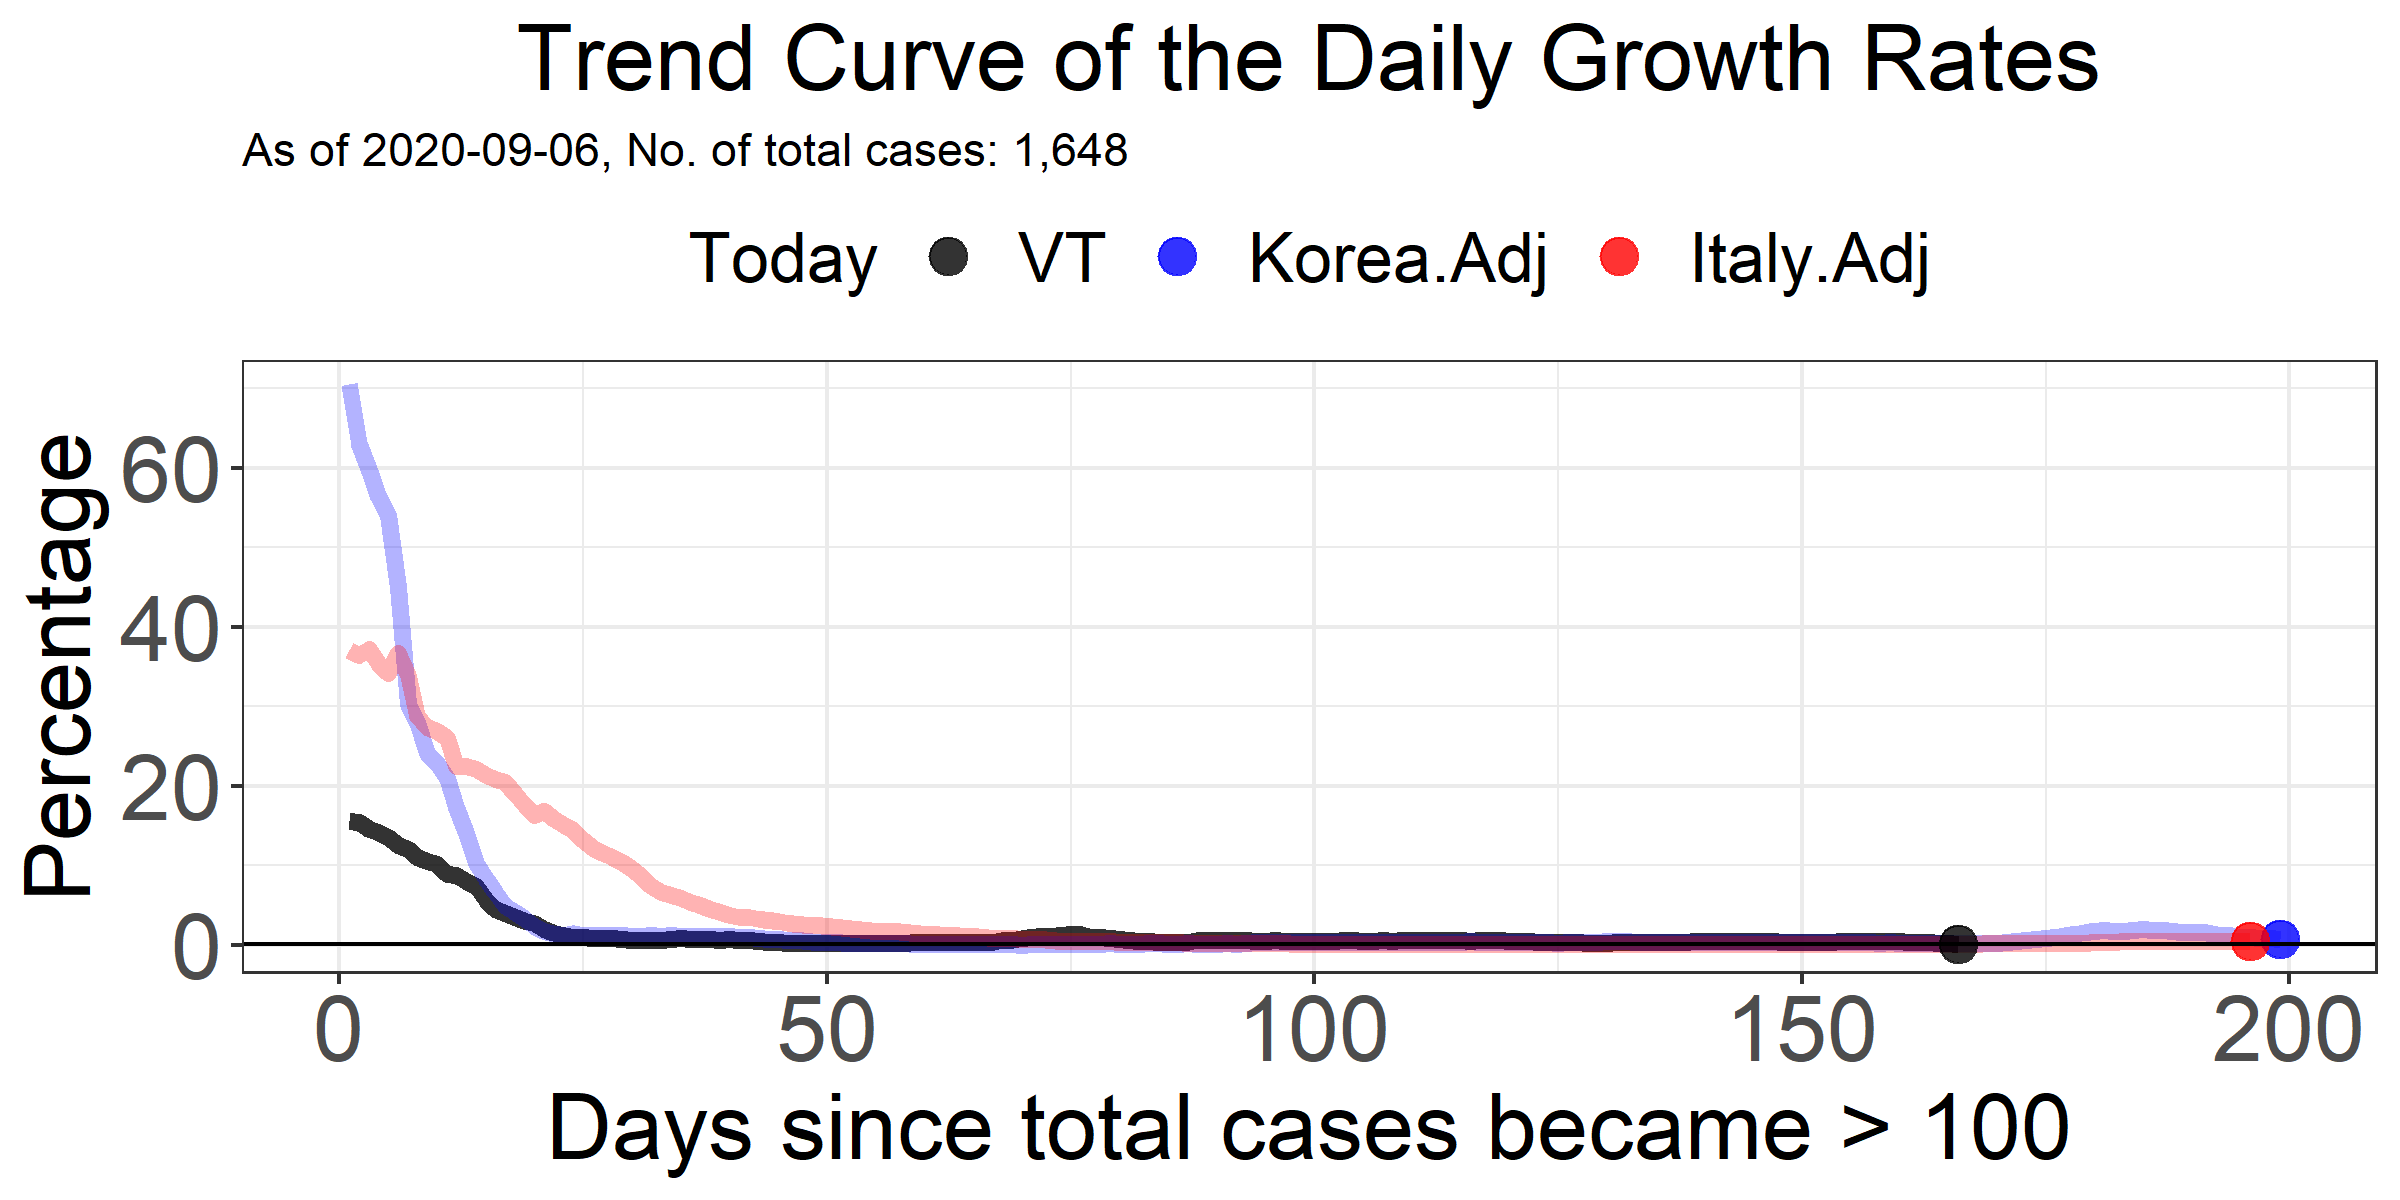 Trend Curve of the Daily Growth Rates
As of 2020-09-06, No. of total cases: 1,648
Today VT Korea.Adj Italy.Adj
Percentage
60
40
20
0
0 50 100 150 200
Days since total cases became > 100